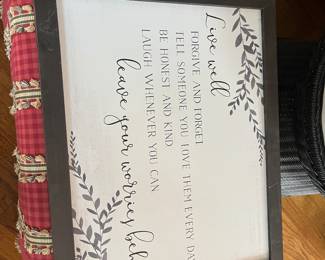 Live well
FORGIVE AND FORGET
TELL SOMEONE YOU LOVE THEM EVERY DAY
BE HONEST AND KIND
LAUGH WHENEVER YOU CAN
leave your worries